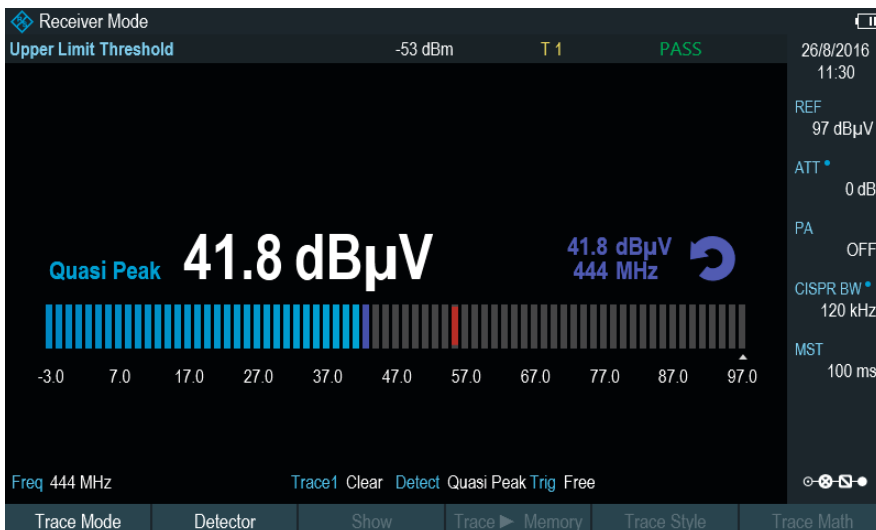 Receiver Mode
Upper Limit Threshold -53 dBm T 1 PASS
26/8/2016
11:30
REF
97 dBµV
ATT
0 dB
PA
OFF
CISPR BW
120 kHz
MST
100 ms
Quasi Peak 41.8 dBµV
41.8 dBµV
444 MHz
-3.0 7.0 17.0 27.0 37.0 47.0 57.0 67.0 77.0 87.0 97.0
Freq 444 MHz Trace1 Clear Detect Quasi Peak Trig Free
Trace Mode Detector Show Trace ► Memory Trace Style Trace Math